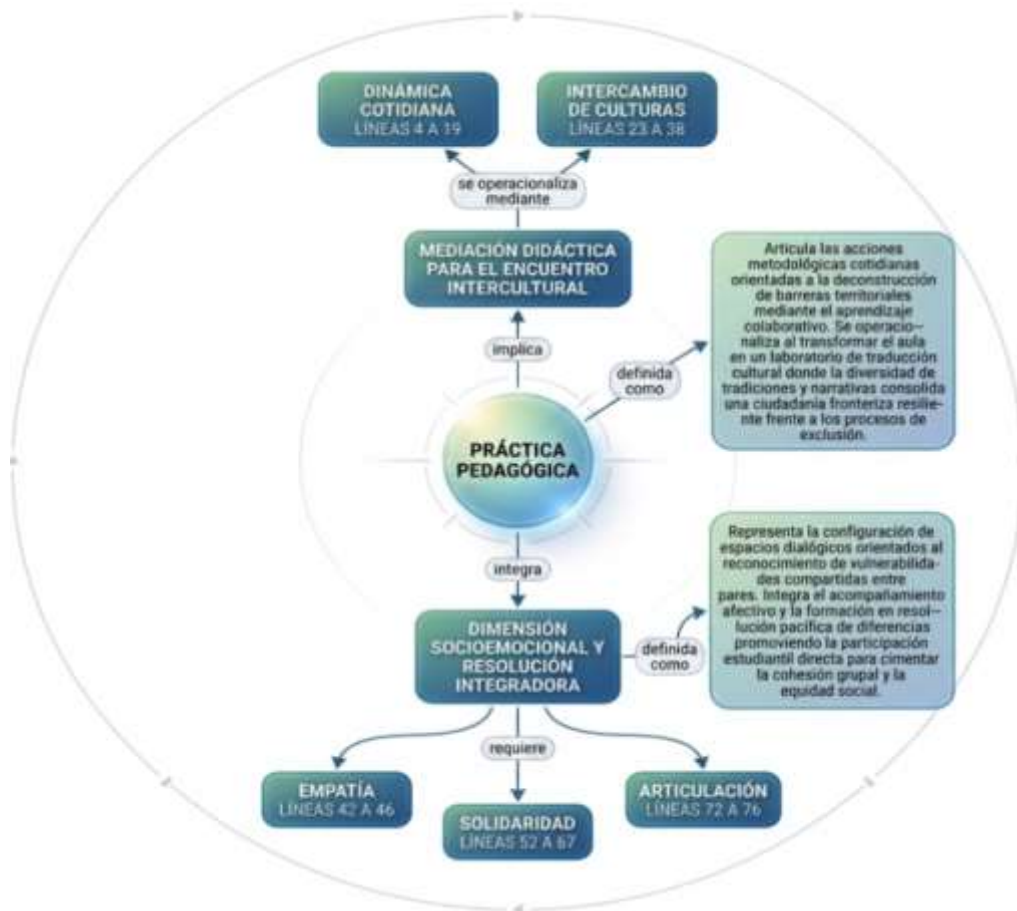 DINÁMICA
COTIDIANA
LÍNEAS 4 A 19
INTERCAMBIO
DE CULTURAS
LÍNEAS 23 A 38
se operacionaliza
mediante
MEDIACIÓN DIDÁCTICA
PARA EL ENCUENTRO
INTERCULTURAL
implica
definida
como
Articula las acciones
metodológicas cotidianas
orientadas a la deconstrucción
de barreras territoriales
mediante el aprendizaje
colaborativo. Se operacio-
naliza al transformar el aula
en un laboratorio de traducción
cultural donde la diversidad de
tradiciones y narrativas consolida
una ciudadanía fronteriza resilie-
nte frente a los procesos de
exclusión.
PRÁCTICA
PEDAGÓGICA
integra
DIMENSIÓN
SOCIOEMOCIONAL Y
RESOLUCIÓN
INTEGRADORA
definida
como
Representa la configuración de
espacios dialógicos orientados al
reconocimiento de vulnerabilida-
des compartidas entre
pares. Integra el acompañamiento
afectivo y la formación en resol-
lución pacífica de diferencias
promoviendo la participación
estudiantil directa para cimentar
la cohesión grupal y la
equidad social.
requiere
EMPATÍA
LÍNEAS 42 A 46
SOLIDARIDAD
LÍNEAS 52 A 67
ARTICULACIÓN
LÍNEAS 72 A 76